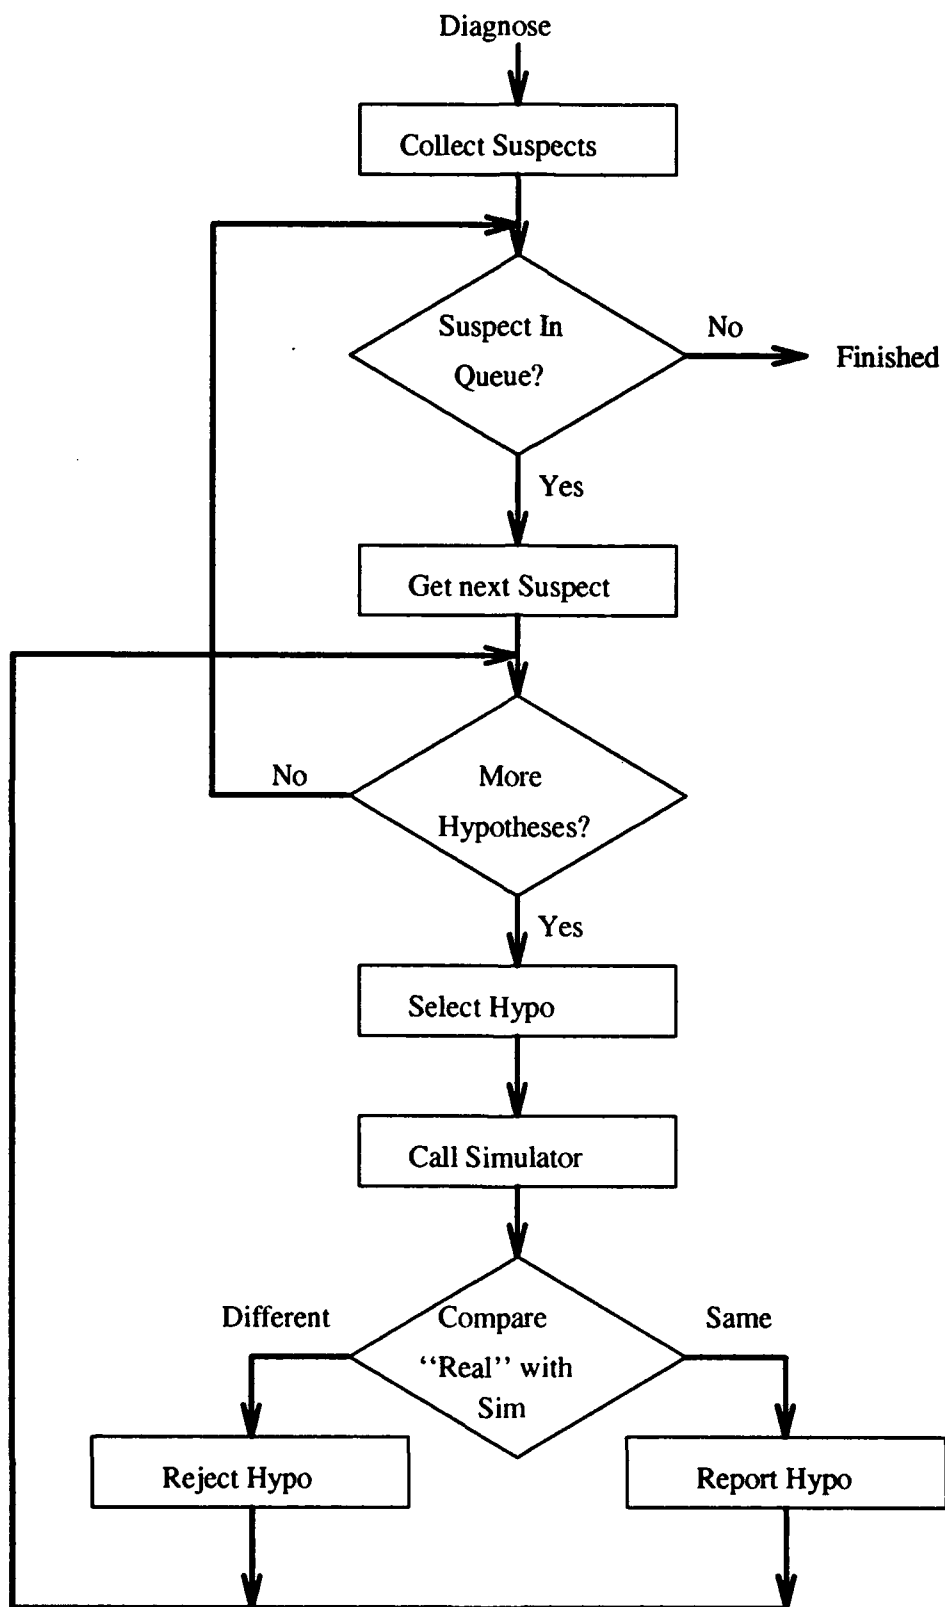 Diagnose
Collect Suspects
Suspect In
Queue?
No
Finished
Yes
Get next Suspect
No
More
Hypotheses?
Yes
Select Hypo
Call Simulator
Different
Compare
‘‘Real’’ with
Sim
Same
Reject Hypo
Report Hypo